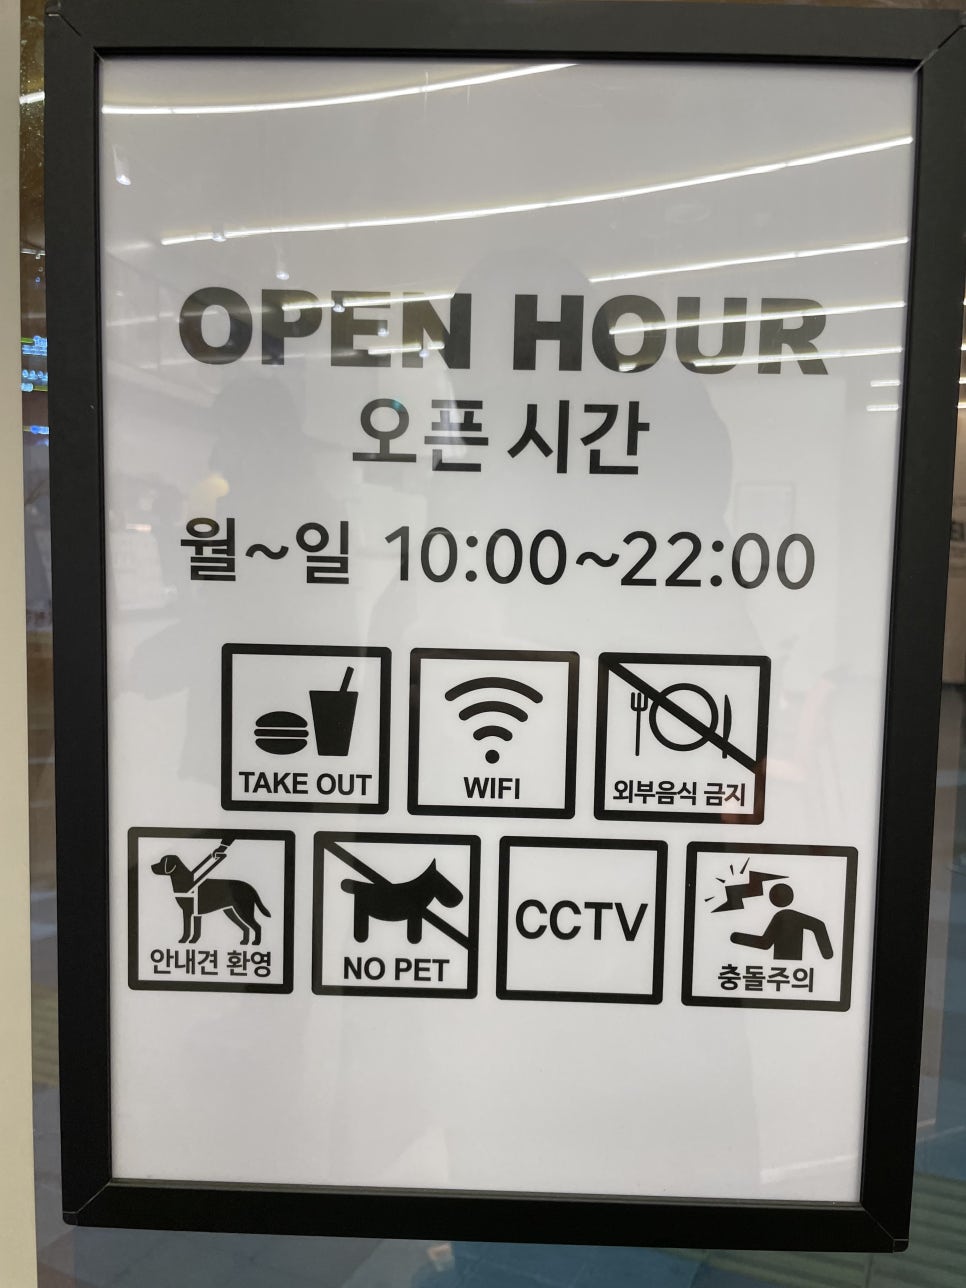 OPEN HOUR
오픈 시간
월~일 10:00~22:00
TAKE OUT
WIFI
외부음식 금지
안내견 환영
NO PET
CCTV
충돌주의